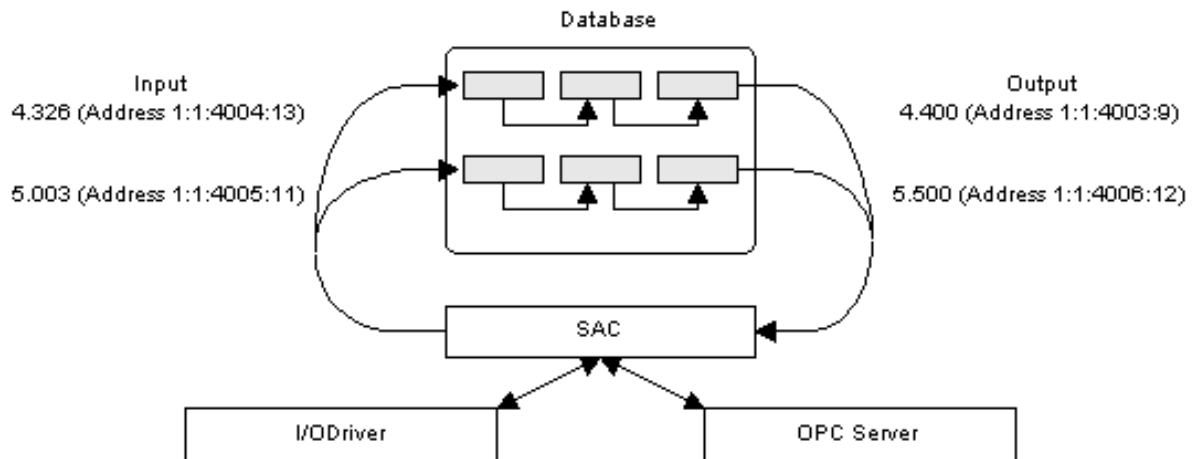 Database
Input
4.326 (Address 1:1:4004:13)
5.003 (Address 1:1:4005:11)
Output
4.400 (Address 1:1:4003:9)
5.500 (Address 1:1:4006:12)
SAC
I/ODriver
OPC Server